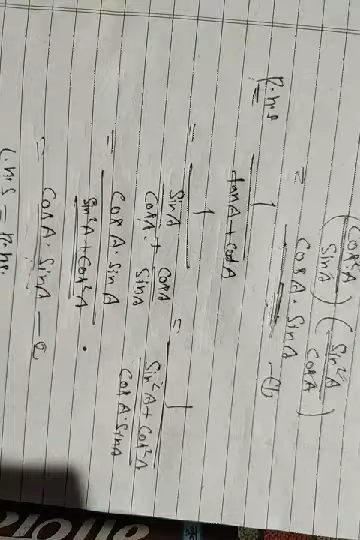 (Cos²A / SinA) (Sin²A / CosA)
= CosA · SinA —①
R.h.s
1 / tanA + CotA
= 1 / SinA/CosA + CosA/SinA = 1 / Sin²A + Cos²A / CosA·SinA
= CosA · SinA / Sin²A + Cos²A
= CosA · SinA — 2
L.h.s = R.h.s.